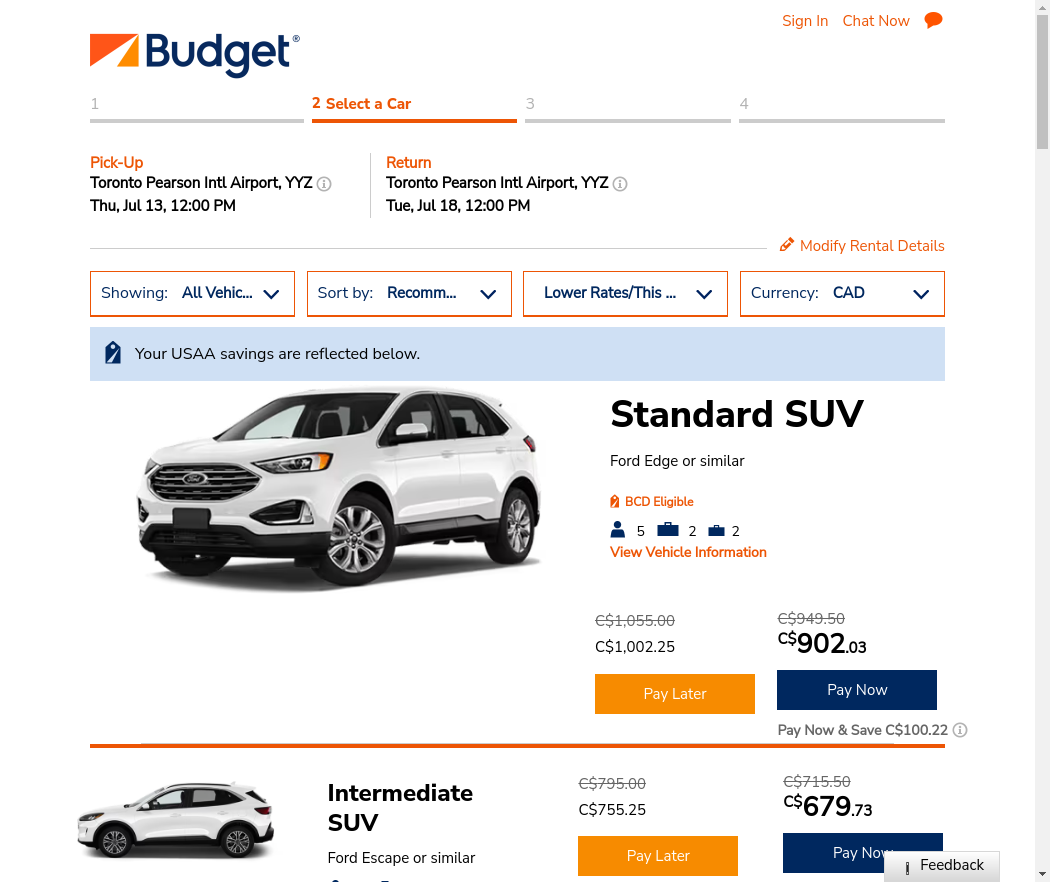 Sign In Chat Now
Budget®
1
2 Select a Car
3
4
Pick-Up
Toronto Pearson Intl Airport, YYZ
Thu, Jul 13, 12:00 PM
Return
Toronto Pearson Intl Airport, YYZ
Tue, Jul 18, 12:00 PM
Modify Rental Details
Showing: All Vehic...
Sort by: Recomm...
Lower Rates/This ...
Currency: CAD
Your USAA savings are reflected below.
Standard SUV
Ford Edge or similar
BCD Eligible
5 2 2
View Vehicle Information
C$1,055.00
C$1,002.25
Pay Later
C$949.50
C$902.03
Pay Now
Pay Now & Save C$100.22
Intermediate
SUV
Ford Escape or similar
C$795.00
C$755.25
Pay Later
C$715.50
C$679.73
Pay Now
Feedback